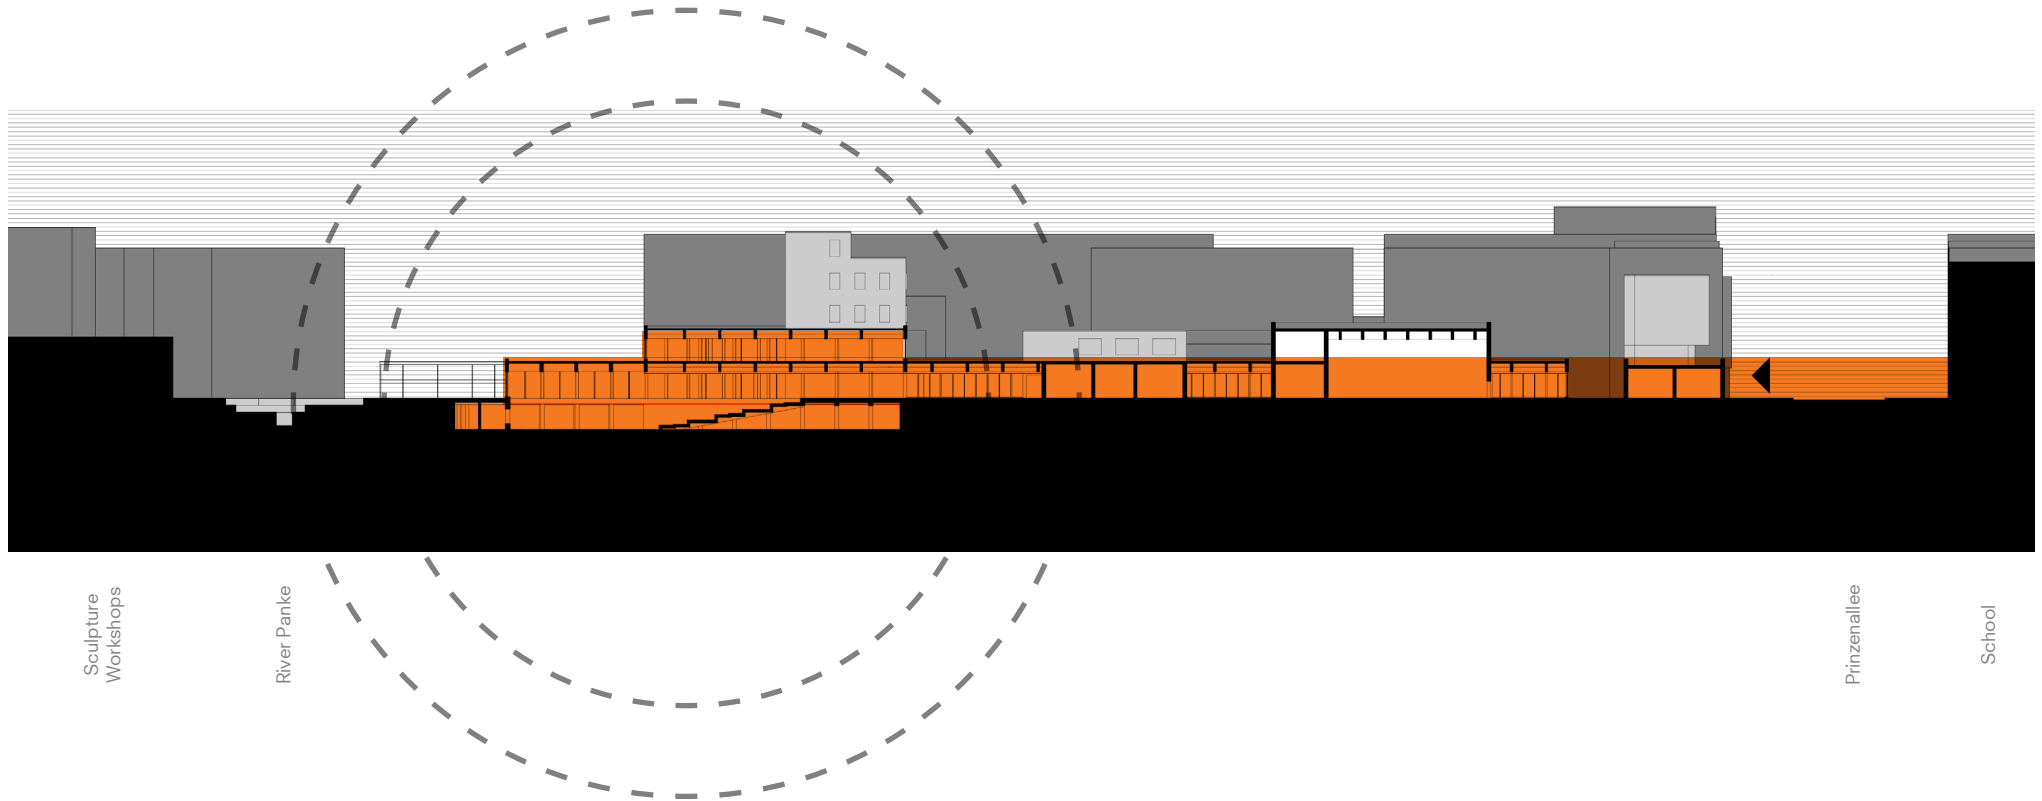 Sculpture
Workshops
River Panke
Prinzenallee
School